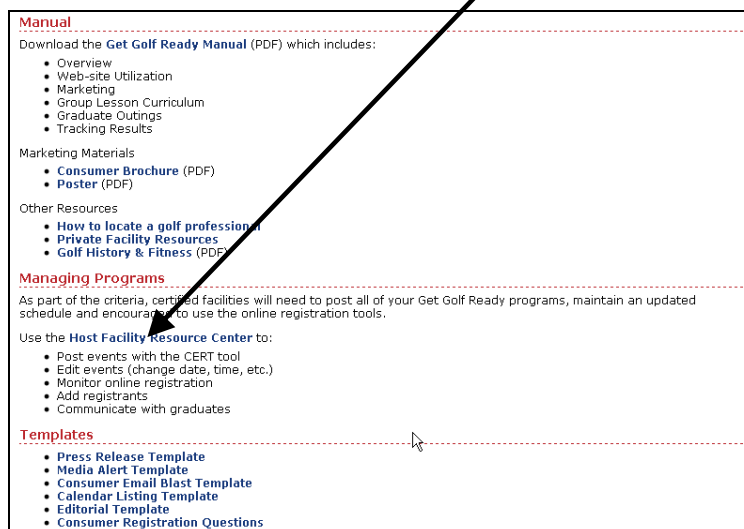 Manual
Download the Get Golf Ready Manual (PDF) which includes:
• Overview
• Web-site Utilization
• Marketing
• Group Lesson Curriculum
• Graduate Outings
• Tracking Results
Marketing Materials
• Consumer Brochure (PDF)
• Poster (PDF)
Other Resources
• How to locate a golf professional
• Private Facility Resources
• Golf History & Fitness (PDF)
Managing Programs
As part of the criteria, certified facilities will need to post all of your Get Golf Ready programs, maintain an updated
schedule and encouraged to use the online registration tools.
Use the Host Facility Resource Center to:
• Post events with the CERT tool
• Edit events (change date, time, etc.)
• Monitor online registration
• Add registrants
• Communicate with graduates
Templates
• Press Release Template
• Media Alert Template
• Consumer Email Blast Template
• Calendar Listing Template
• Editorial Template
• Consumer Registration Questions